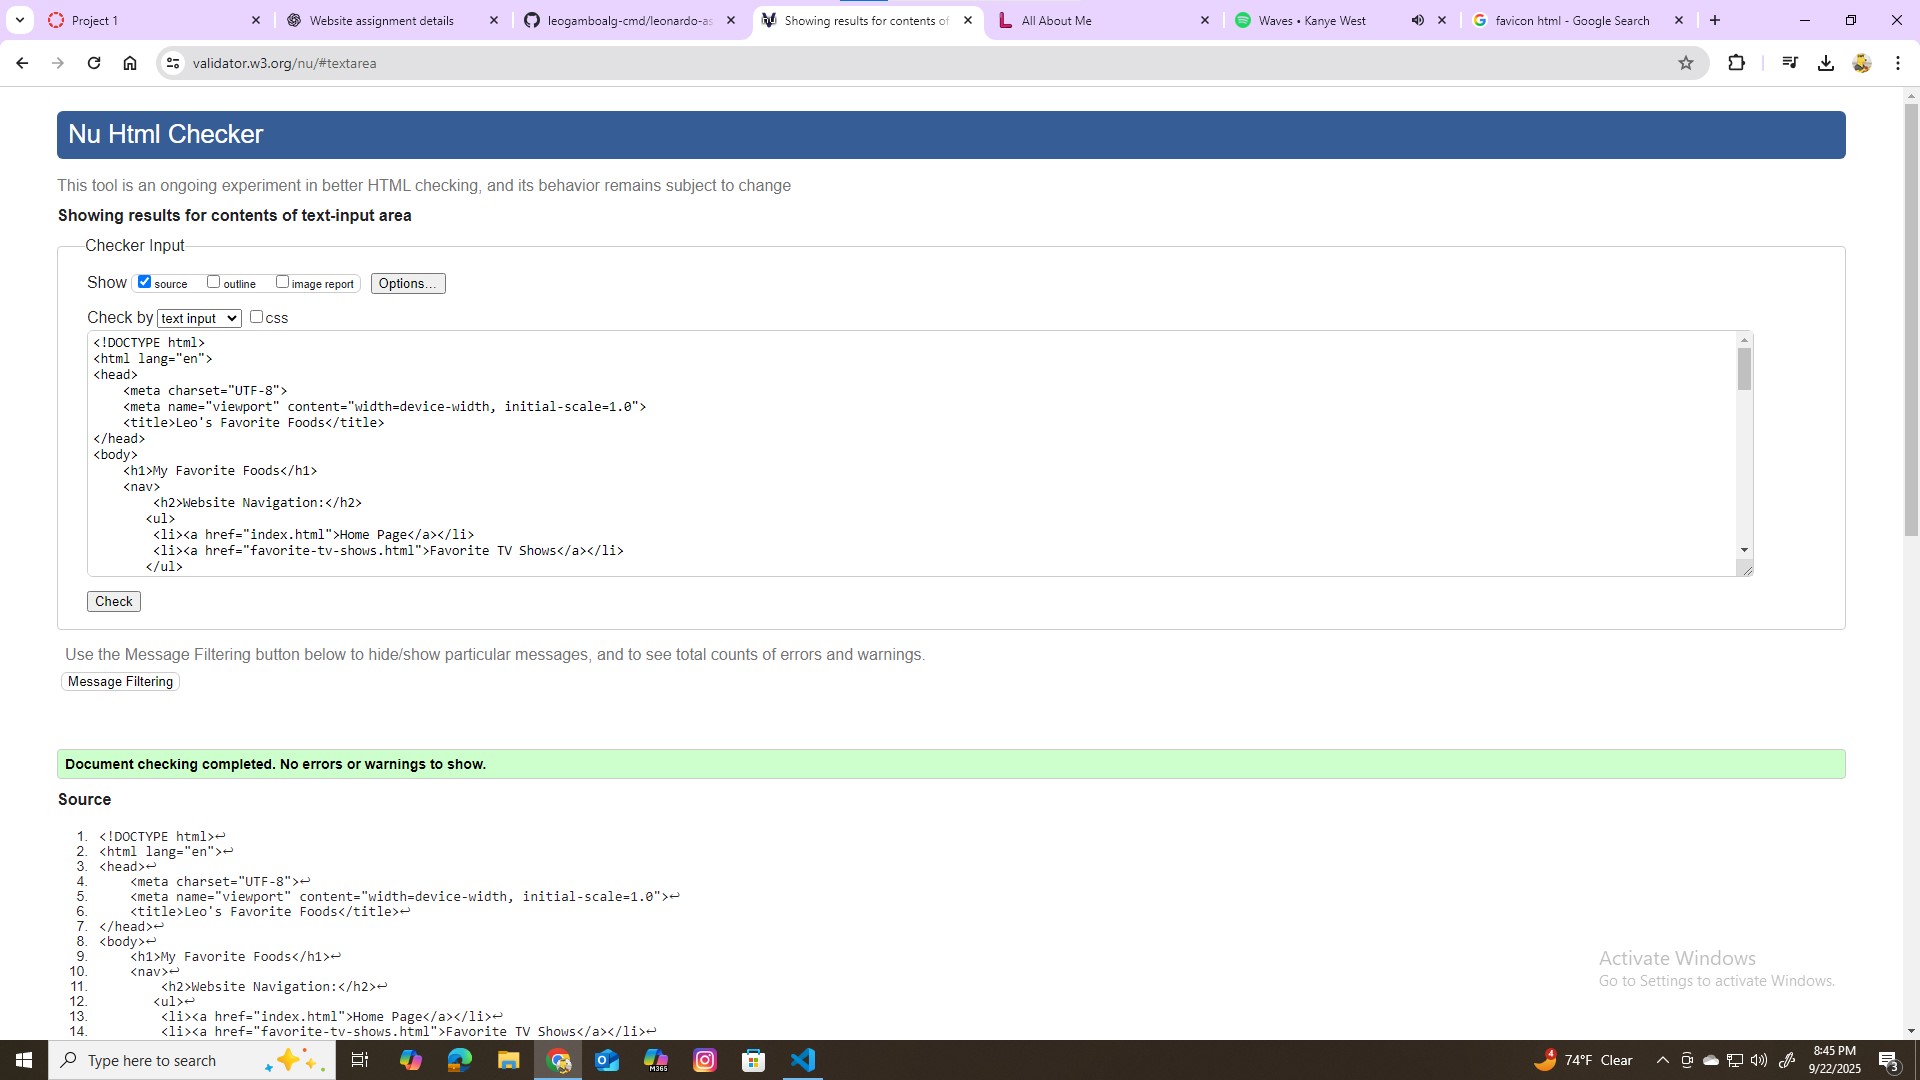 Project 1
Website assignment details
leogamboalg-cmd/leonardo-as
Showing results for contents of
All About Me
Waves • Kanye West
favicon html - Google Search
validator.w3.org/nu/#textarea
Nu Html Checker
This tool is an ongoing experiment in better HTML checking, and its behavior remains subject to change
Showing results for contents of text-input area
Checker Input
Show source outline image report Options...
Check by text input css
<!DOCTYPE html>
<html lang="en">
<head>
    <meta charset="UTF-8">
    <meta name="viewport" content="width=device-width, initial-scale=1.0">
    <title>Leo's Favorite Foods</title>
</head>
<body>
    <h1>My Favorite Foods</h1>
    <nav>
        <h2>Website Navigation:</h2>
       <ul>
        <li><a href="index.html">Home Page</a></li>
        <li><a href="favorite-tv-shows.html">Favorite TV Shows</a></li>
       </ul>
Check
Use the Message Filtering button below to hide/show particular messages, and to see total counts of errors and warnings.
Message Filtering
Document checking completed. No errors or warnings to show.
Source
1. <!DOCTYPE html>↩
2. <html lang="en">↩
3. <head>↩
4.     <meta charset="UTF-8">↩
5.     <meta name="viewport" content="width=device-width, initial-scale=1.0">↩
6.     <title>Leo's Favorite Foods</title>↩
7. </head>↩
8. <body>↩
9.     <h1>My Favorite Foods</h1>↩
10.     <nav>↩
11.         <h2>Website Navigation:</h2>↩
12.        <ul>↩
13.         <li><a href="index.html">Home Page</a></li>↩
14.         <li><a href="favorite-tv-shows.html">Favorite TV Shows</a></li>↩
Activate Windows
Go to Settings to activate Windows.
Type here to search
M365
4
74°F Clear
8:45 PM
9/22/2025
3